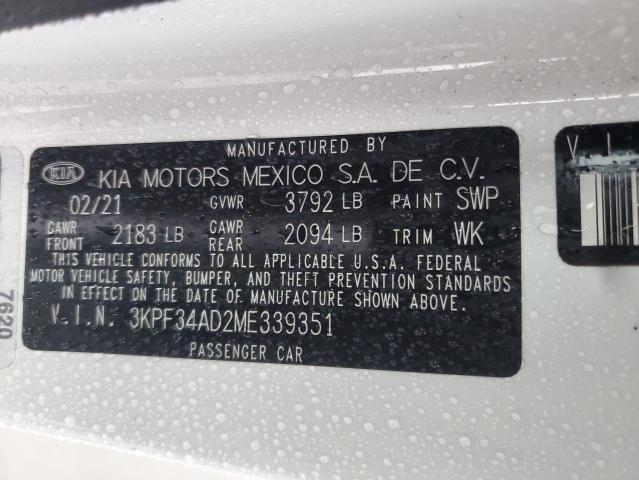 MANUFACTURED BY
KIA KIA MOTORS MEXICO S.A. DE C.V.
02/21 GVWR 3792 LB PAINT SWP
GAWR FRONT 2183 LB GAWR REAR 2094 LB TRIM WK
THIS VEHICLE CONFORMS TO ALL APPLICABLE U.S.A. FEDERAL
MOTOR VEHICLE SAFETY, BUMPER, AND THEFT PREVENTION STANDARDS
IN EFFECT ON THE DATE OF MANUFACTURE SHOWN ABOVE.
V.I.N. 3KPF34AD2ME339351
PASSENGER CAR
7620
V I